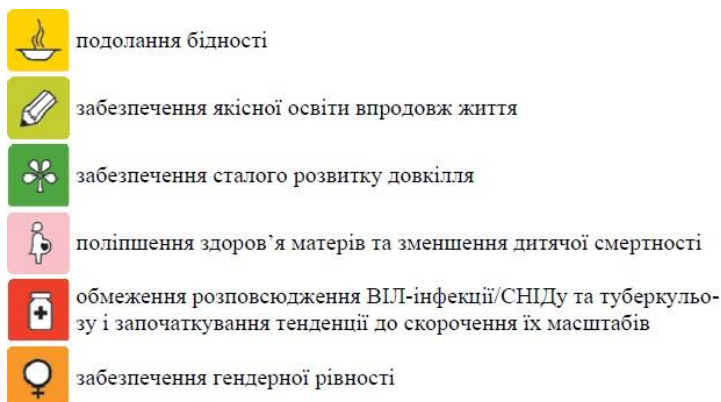 подолання бідності
забезпечення якісної освіти впродовж життя
забезпечення сталого розвитку довкілля
поліпшення здоров’я матерів та зменшення дитячої смертності
обмеження розповсюдження ВІЛ-інфекції/СНІДу та туберкульо-
зу і започаткування тенденції до скорочення їх масштабів
забезпечення гендерної рівності